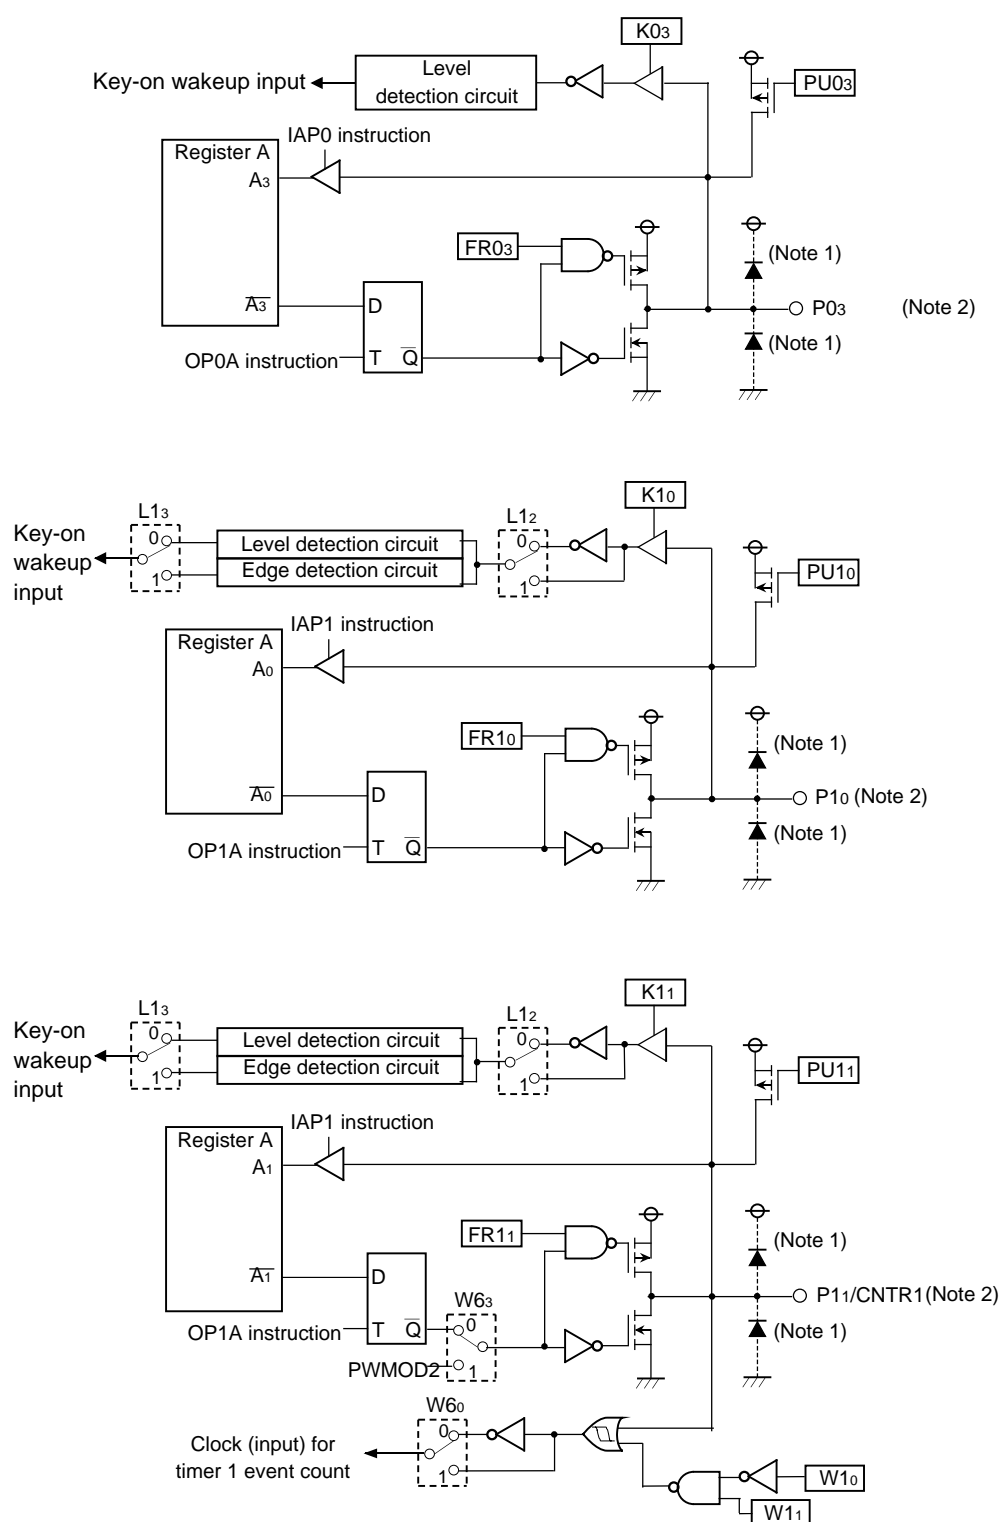 K03
Level
detection circuit
Key-on wakeup input
PU03
IAP0 instruction
Register A
A3
FR03
(Note 1)
A3
D
P03
(Note 2)
(Note 1)
OP0A instruction
T
Q
K10
L13
L12
Key-on
wakeup
input
0
1
Level detection circuit
Edge detection circuit
0
1
PU10
IAP1 instruction
Register A
A0
FR10
(Note 1)
A0
D
P10 (Note 2)
(Note 1)
OP1A instruction
T
Q
K11
L13
L12
Key-on
wakeup
input
0
1
Level detection circuit
Edge detection circuit
0
1
PU11
IAP1 instruction
Register A
A1
FR11
(Note 1)
A1
D
W63
P11/CNTR1(Note 2)
OP1A instruction
T
Q
0
(Note 1)
PWMOD2
1
W60
0
Clock (input) for
timer 1 event count
1
W10
W11